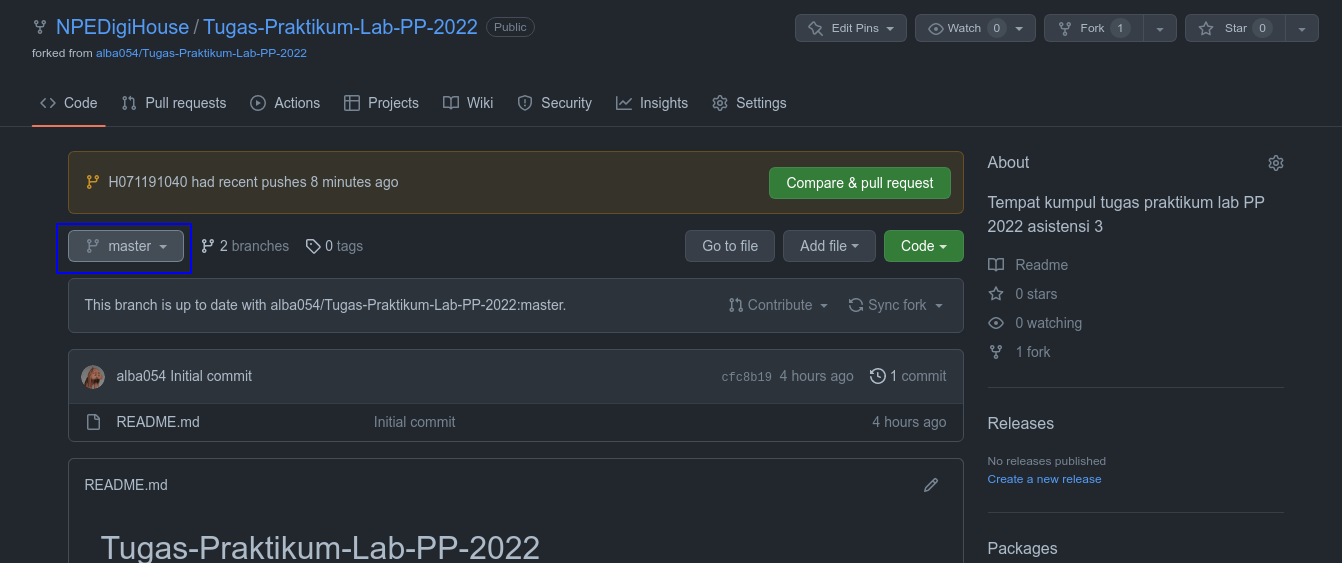 NPEDigiHouse / Tugas-Praktikum-Lab-PP-2022 Public
Edit Pins Watch 0 Fork 1 Star 0
forked from alba054/Tugas-Praktikum-Lab-PP-2022
Code Pull requests Actions Projects Wiki Security Insights Settings
H071191040 had recent pushes 8 minutes ago Compare & pull request
master 2 branches 0 tags Go to file Add file Code
This branch is up to date with alba054/Tugas-Praktikum-Lab-PP-2022:master. Contribute Sync fork
alba054 Initial commit cfc8b19 4 hours ago 1 commit
README.md Initial commit 4 hours ago
README.md
Tugas-Praktikum-Lab-PP-2022
About
Tempat kumpul tugas praktikum lab PP
2022 asistensi 3
Readme
0 stars
0 watching
1 fork
Releases
No releases published
Create a new release
Packages